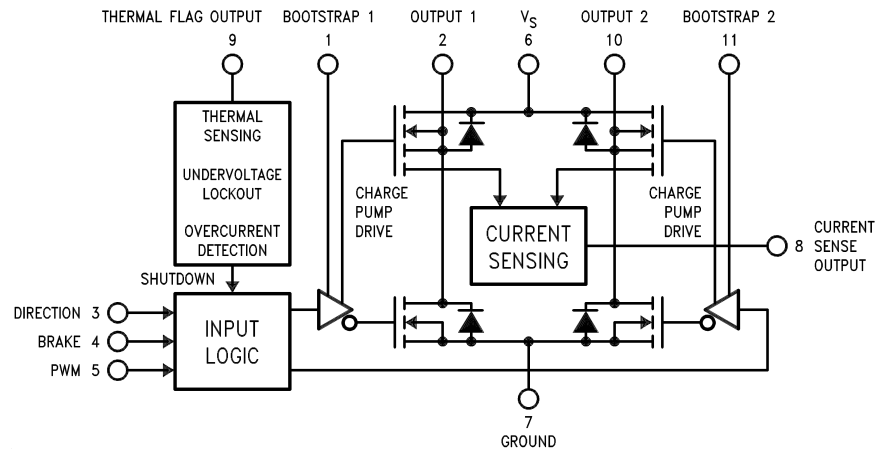 THERMAL FLAG OUTPUT
9
BOOTSTRAP 1
1
OUTPUT 1
2
VS
6
OUTPUT 2
10
BOOTSTRAP 2
11
THERMAL
SENSING
UNDERVOLTAGE
LOCKOUT
OVERCURRENT
DETECTION
CHARGE
PUMP
DRIVE
CURRENT
SENSING
CHARGE
PUMP
DRIVE
8 CURRENT
SENSE
OUTPUT
SHUTDOWN
DIRECTION 3
BRAKE 4
PWM 5
INPUT
LOGIC
7
GROUND